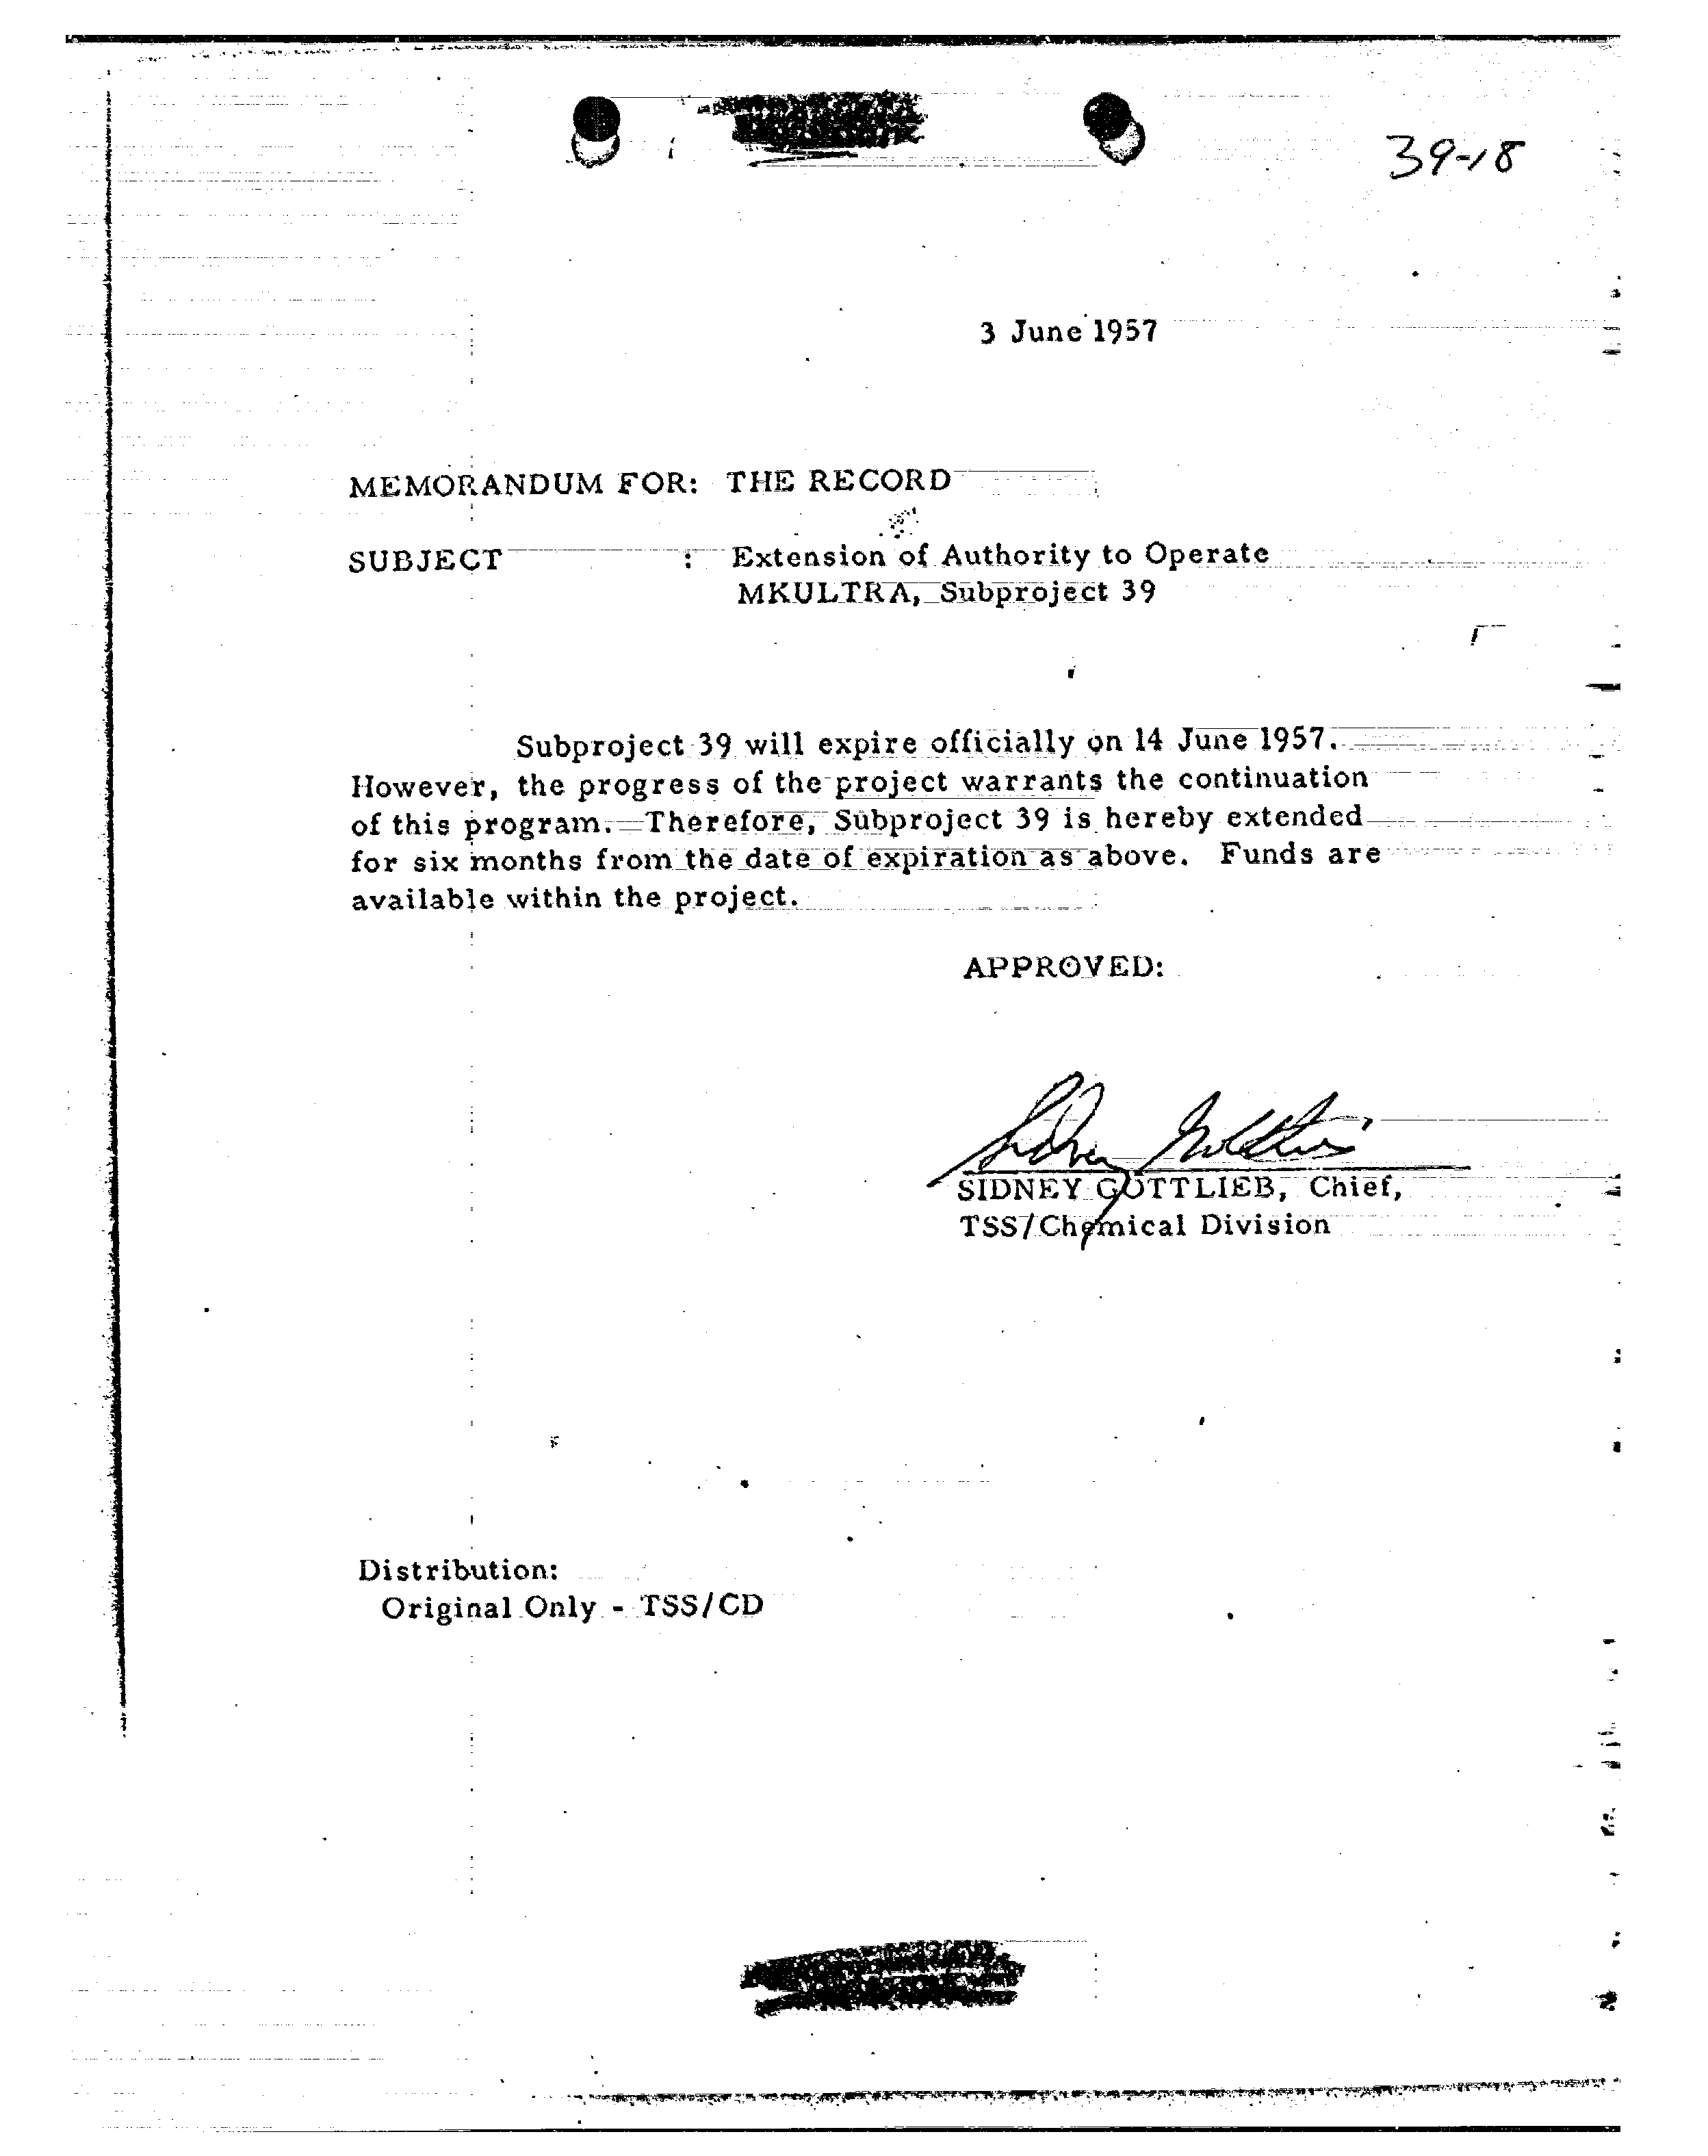 39-18
3 June 1957
MEMORANDUM FOR: THE RECORD
SUBJECT : Extension of Authority to Operate
MKULTRA, Subproject 39
Subproject 39 will expire officially on 14 June 1957.
However, the progress of the project warrants the continuation
of this program. Therefore, Subproject 39 is hereby extended
for six months from the date of expiration as above. Funds are
available within the project.
APPROVED:
Sidney Gottlieb
SIDNEY GOTTLIEB, Chief,
TSS/Chemical Division
Distribution:
Original Only - TSS/CD